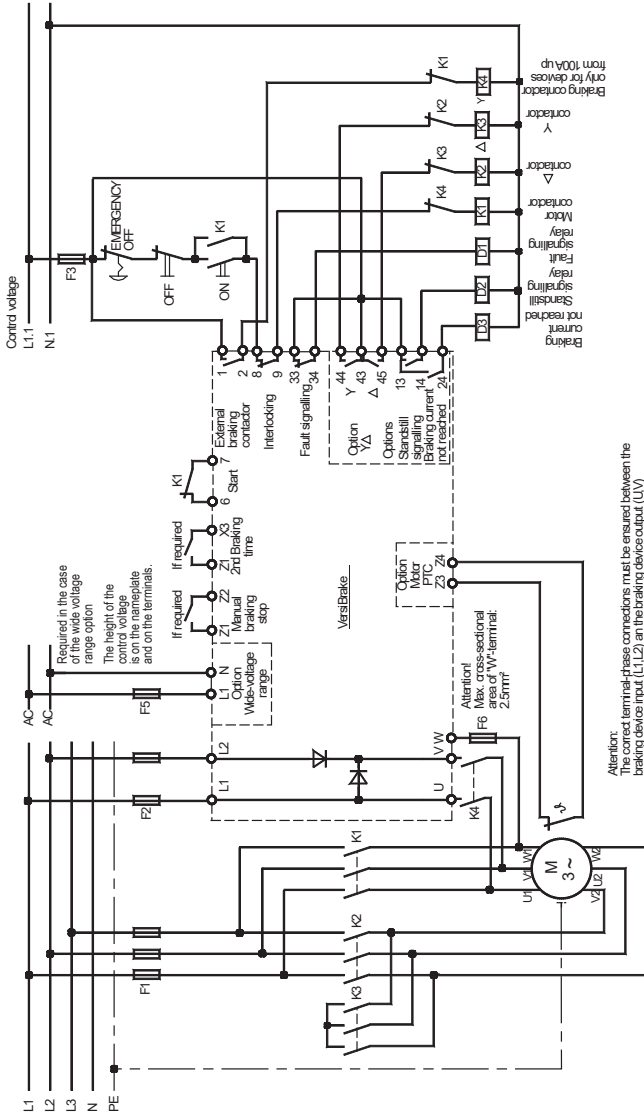 Control voltage
L1.1
N.1
F3
EMERGENCY
OFF
OFF
ON
K1
K1
K2
K3
K4
K4
Y
K3
Δ
K2
K1
D1
D2
D3
Braking contactor
only for devices
from 100A up
Y
contactor
Δ
contactor
Motor
contactor
Fault
signalling
relay
Standstill
signalling
relay
Braking
current
not reached
1
2
8
9
33
34
44
43
45
13
14
24
External
braking
contador
Interlocking
Fault signalling
Option
YΔ
Y
Δ
Options
Standstill
signalling
Braking current
not reached
K1
6
7
Start
If required
Z1
X3
2nd Braking
time
If required
Z1
Z2
Manual
braking
stop
Required in the case
of the wide voltage
range option
The height of the
control voltage
is on the nameplate
and on the terminals.
AC
AC
F5
L1
N
Option
Wide-voltage
range
VersiBrake
Option
Motor
PTC
Z3
Z4
L1
L2
L3
N
PE
F1
F2
L1
L2
U
V
W
Attention!
Max. cross-sectional
area of "W"-terminal:
2.5mm²
F6
K4
K1
K2
K3
U1
V1
W1
M
3 ~
V2
U2
W2
ϑ
Attention:
The correct terminal-phase connections must be ensured between the
braking device input (L1,L2) an the braking device output (U,V)